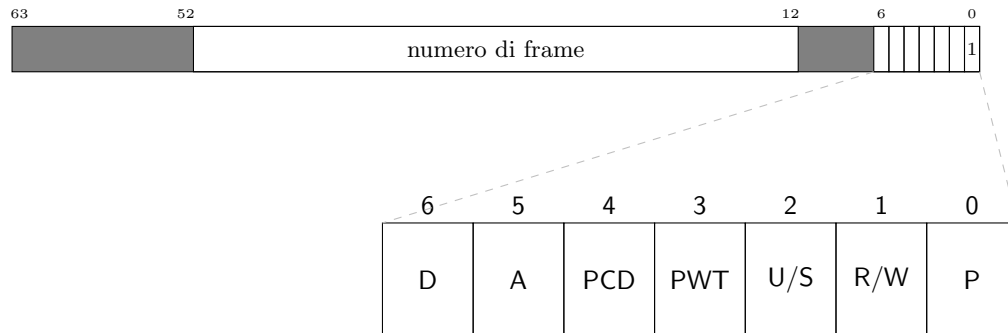 63 52 12 6 0
numero di frame 1
6 5 4 3 2 1 0
D A PCD PWT U/S R/W P